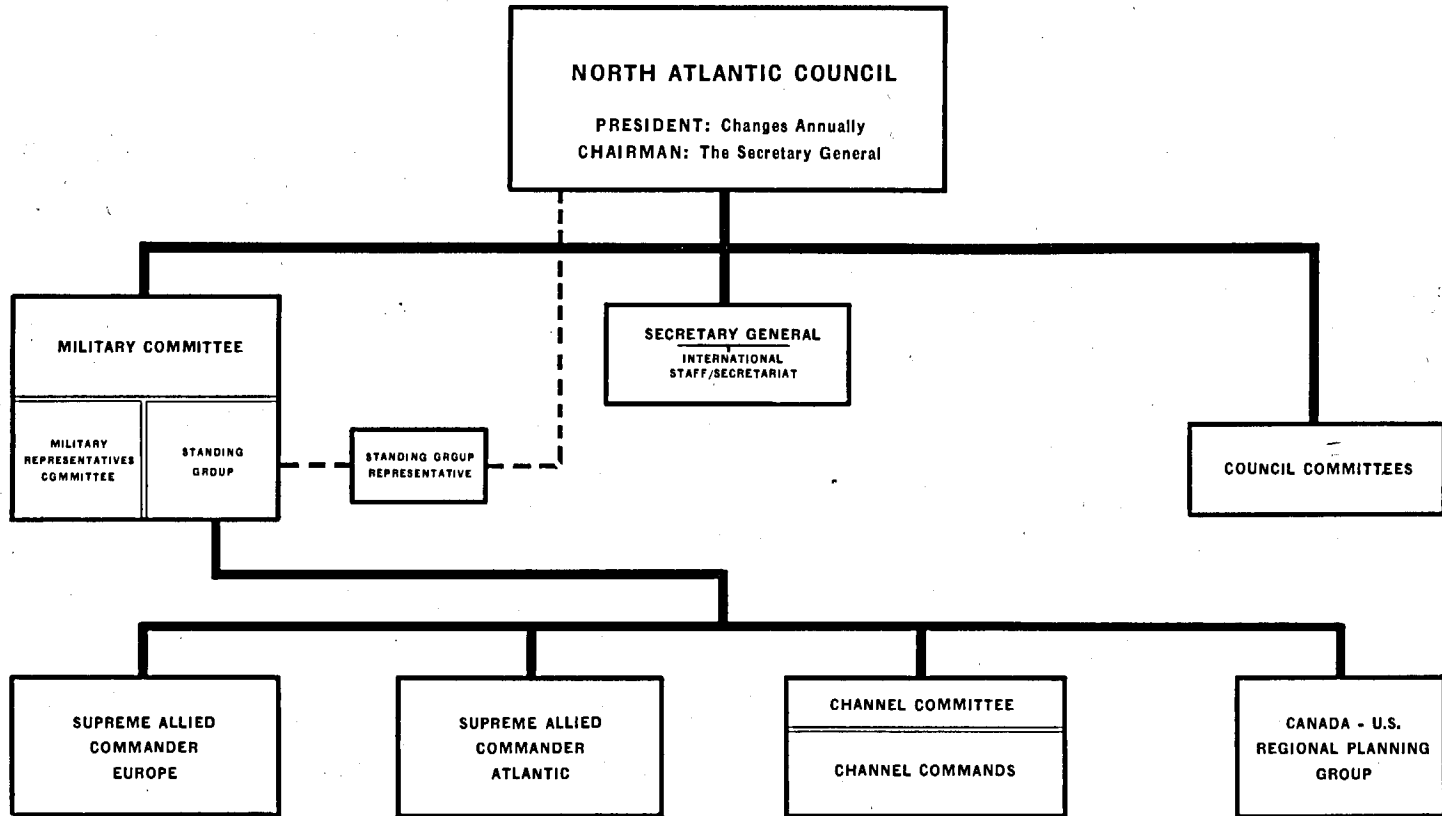 NORTH ATLANTIC COUNCIL
PRESIDENT: Changes Annually
CHAIRMAN: The Secretary General
MILITARY COMMITTEE
MILITARY
REPRESENTATIVES
COMMITTEE
STANDING
GROUP
STANDING GROUP
REPRESENTATIVE
SECRETARY GENERAL
INTERNATIONAL
STAFF/SECRETARIAT
COUNCIL COMMITTEES
SUPREME ALLIED
COMMANDER
EUROPE
SUPREME ALLIED
COMMANDER
ATLANTIC
CHANNEL COMMITTEE
CHANNEL COMMANDS
CANADA - U.S.
REGIONAL PLANNING
GROUP